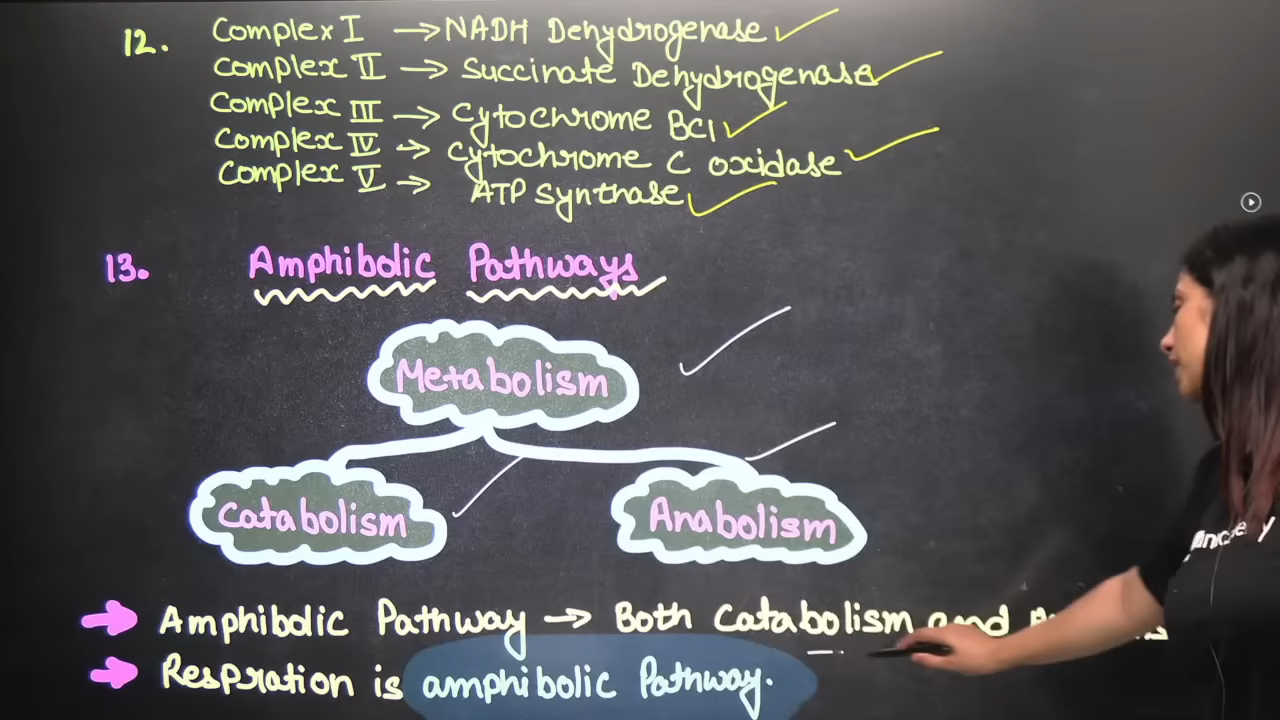 12. Complex I → NADH Dehydrogenase
Complex II → Succinate Dehydrogenase
Complex III → Cytochrome BC1
Complex IV → Cytochrome C oxidase
Complex V → ATP synthase
13. Amphibolic Pathways
Metabolism
Catabolism Anabolism
Amphibolic Pathway → Both Catabolism and
Respration is amphibolic Pathway.